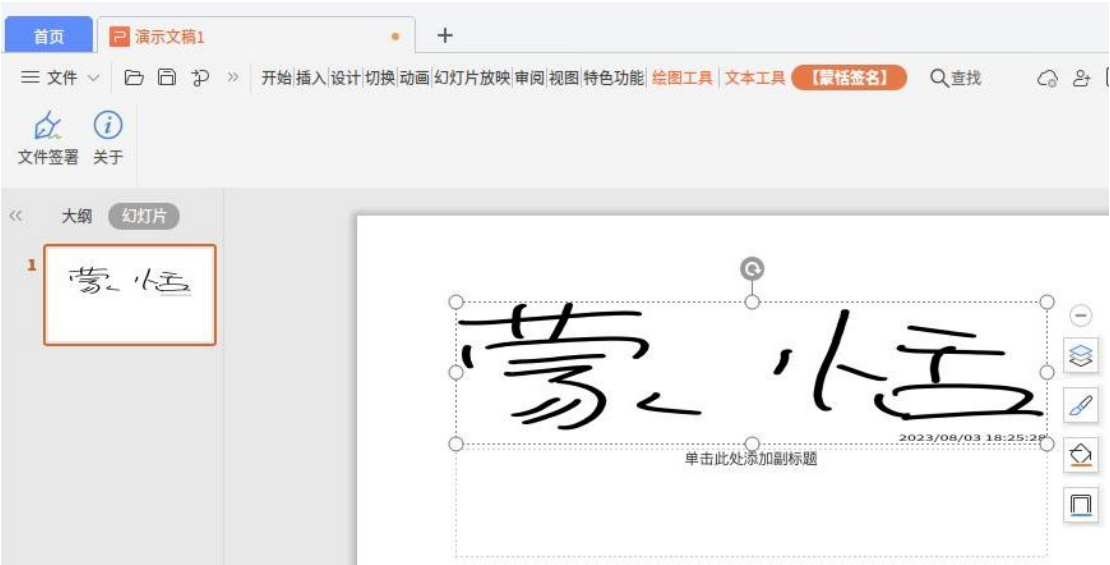 首页 演示文稿1
文件 开始 插入 设计 切换 动画 幻灯片放映 审阅 视图 特色功能 绘图工具 文本工具 【蒙恬签名】 查找
文件签署 关于
大纲 幻灯片
1
蒙恬
蒙恬
2023/08/03 18:25:28
单击此处添加副标题